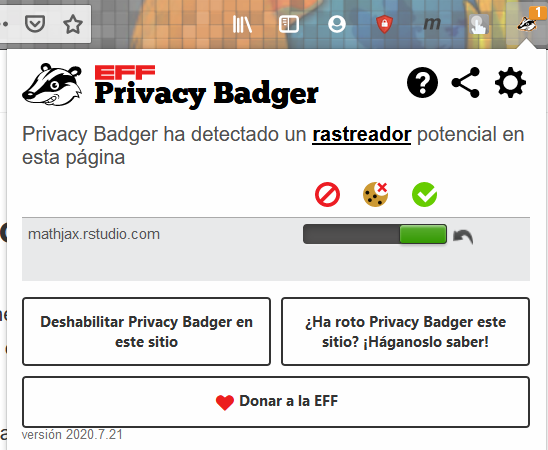 m
1
EFF
Privacy Badger
Privacy Badger ha detectado un rastreador potencial en
esta página
mathjax.rstudio.com
Deshabilitar Privacy Badger en
este sitio
¿Ha roto Privacy Badger este
sitio? ¡Háganoslo saber!
Donar a la EFF
versión 2020.7.21